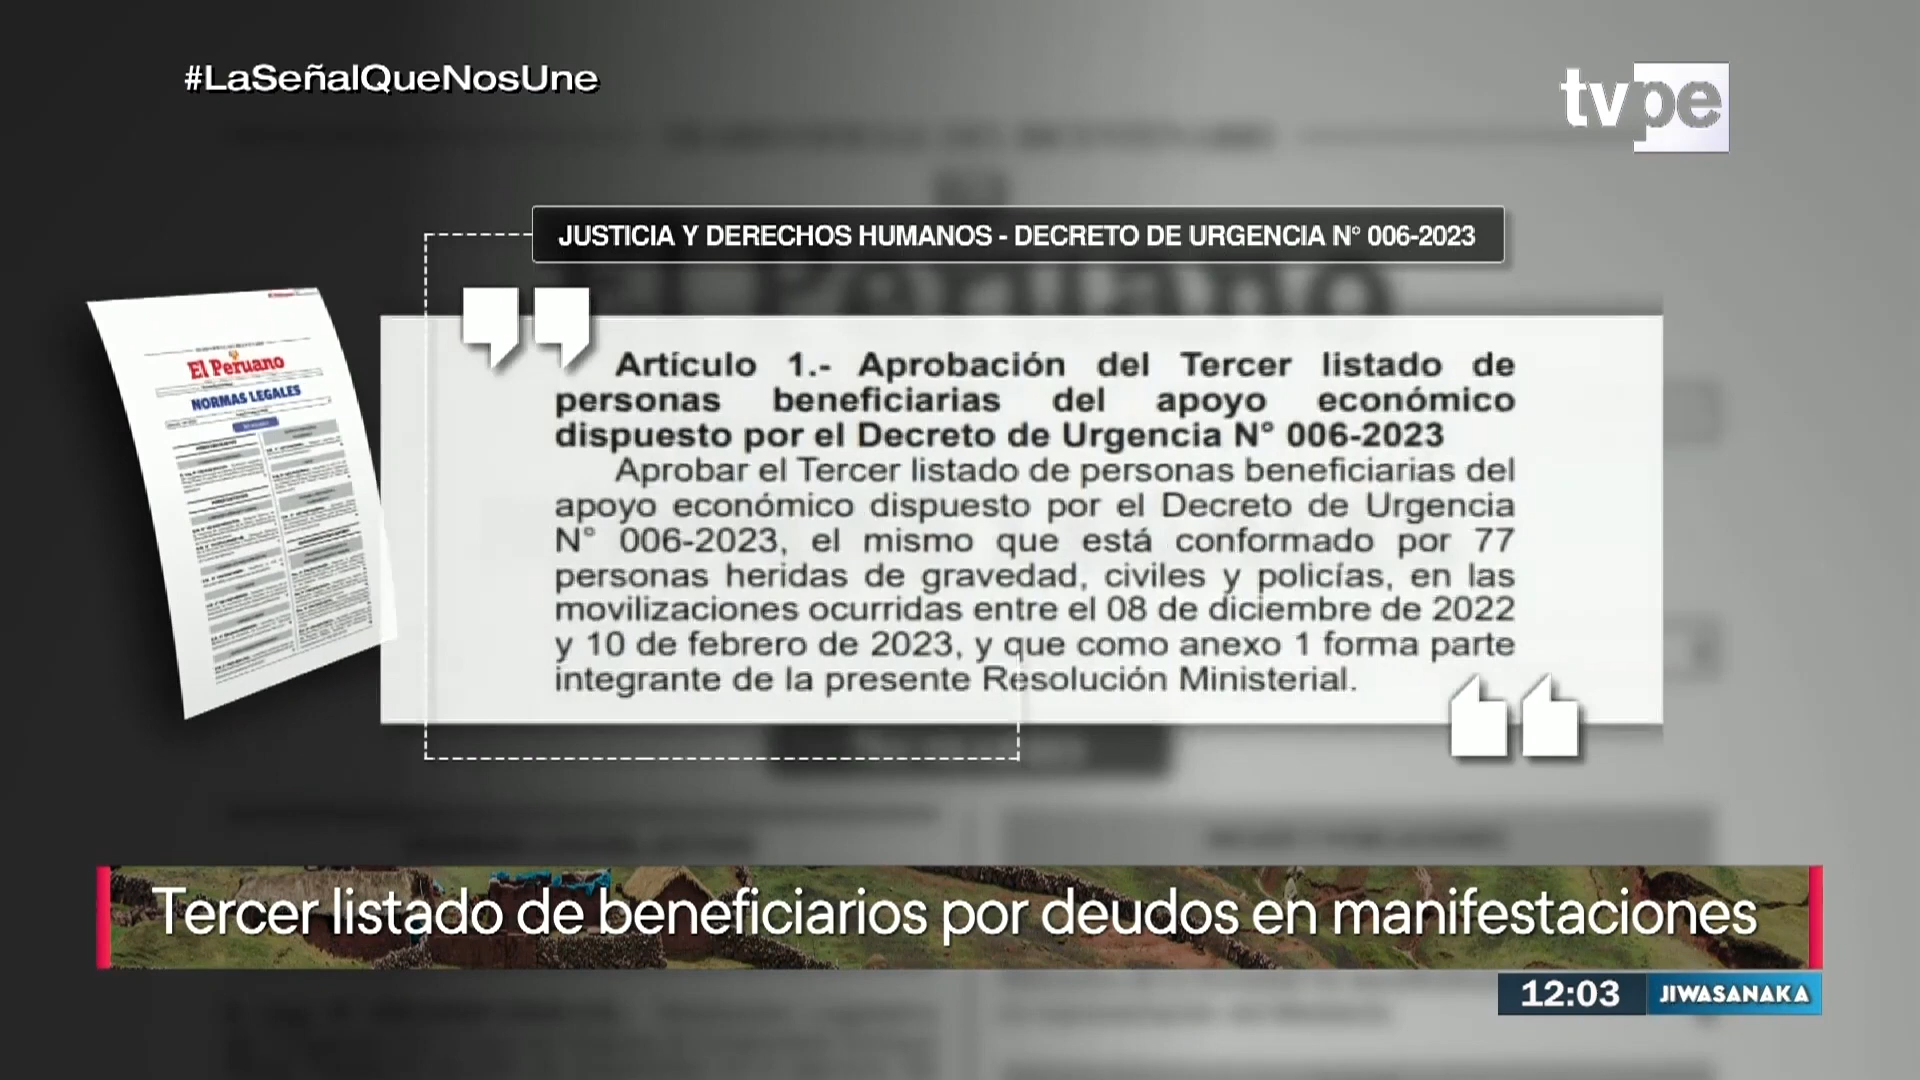 #LaSeñalQueNosUne
tvpe
JUSTICIA Y DERECHOS HUMANOS - DECRETO DE URGENCIA N° 006-2023
El Peruano
El Peruano
NORMAS LEGALES
Artículo 1.- Aprobación del Tercer listado de
personas beneficiarias del apoyo económico
dispuesto por el Decreto de Urgencia N° 006-2023
Aprobar el Tercer listado de personas beneficiarias del
apoyo económico dispuesto por el Decreto de Urgencia
N° 006-2023, el mismo que está conformado por 77
personas heridas de gravedad, civiles y policías, en las
movilizaciones ocurridas entre el 08 de diciembre de 2022
y 10 de febrero de 2023, y que como anexo 1 forma parte
integrante de la presente Resolución Ministerial.
Tercer listado de beneficiarios por deudos en manifestaciones
12:03 JIWASANAKA